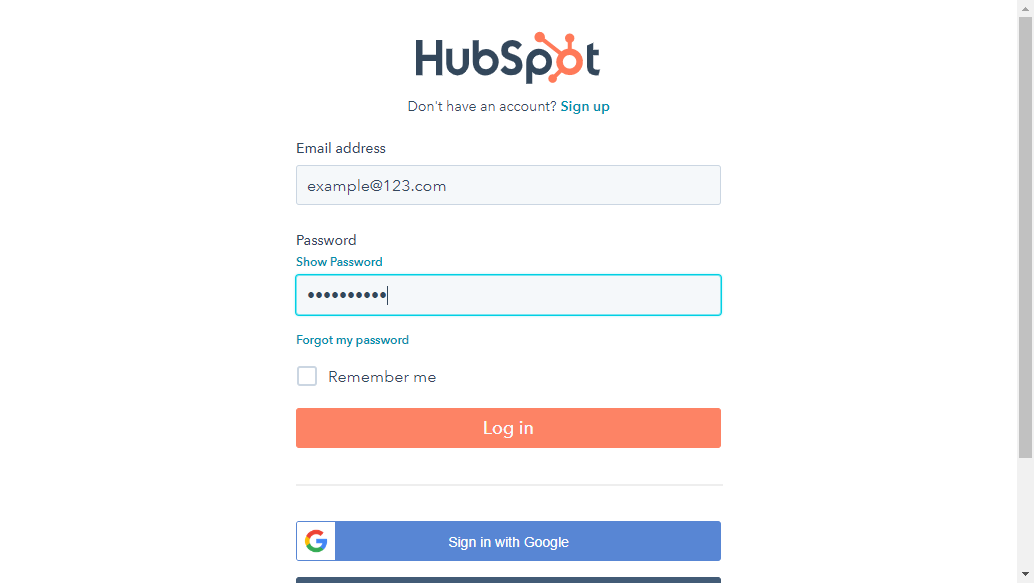 HubSpot
Don't have an account? Sign up
Email address
example@123.com
Password
Show Password
••••••••••
Forgot my password
Remember me
Log in
Sign in with Google